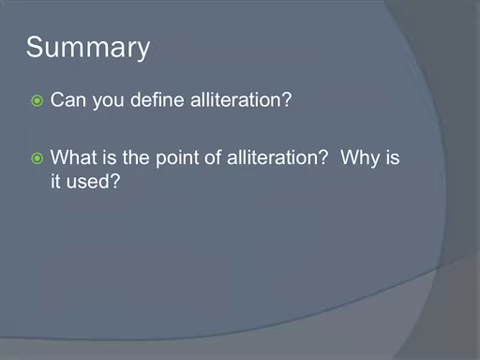 Summary
Can you define alliteration?
What is the point of alliteration?  Why is
it used?